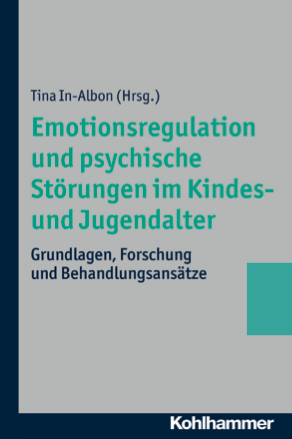 Tina In-Albon (Hrsg.)
Emotionsregulation
und psychische
Störungen im Kindes-
und Jugendalter
Grundlagen, Forschung
und Behandlungsansätze
Kohlhammer